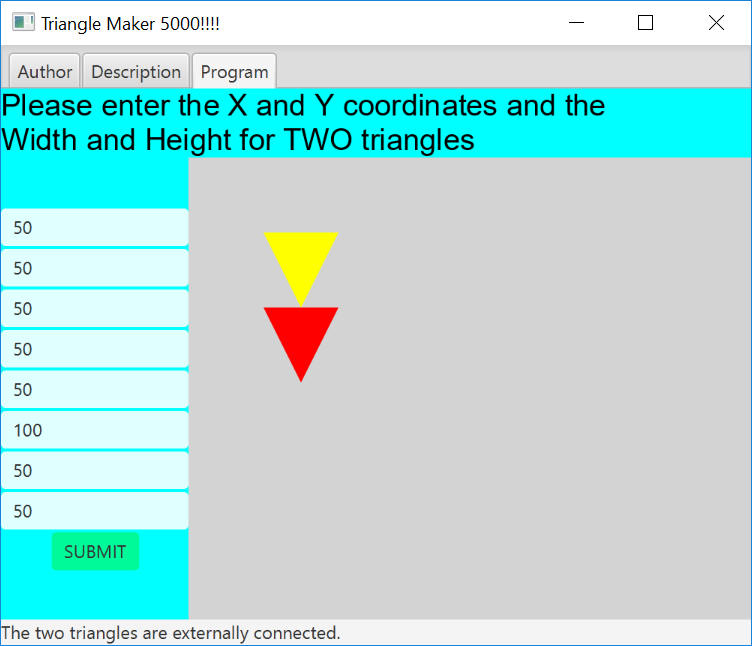 Triangle Maker 5000!!!!
Author Description Program
Please enter the X and Y coordinates and the
Width and Height for TWO triangles
50
50
50
50
50
100
50
50
SUBMIT
The two triangles are externally connected.